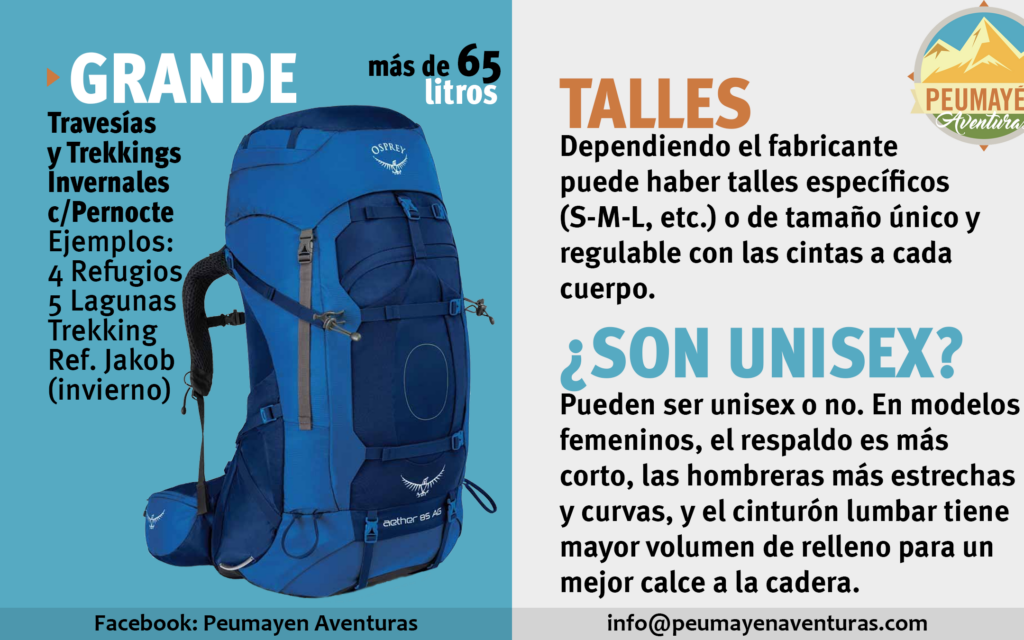 GRANDE
más de 65
litros
Travesías
y Trekkings
Invernales
c/Pernocte
Ejemplos:
4 Refugios
5 Lagunas
Trekking
Ref. Jakob
(invierno)
OSPREY
aether 85 AG
PEUMAYÉ
Aventuras
TALLES
Dependiendo el fabricante
puede haber talles específicos
(S-M-L, etc.) o de tamaño único y
regulable con las cintas a cada
cuerpo.
¿SON UNISEX?
Pueden ser unisex o no. En modelos
femeninos, el respaldo es más
corto, las hombreras más estrechas
y curvas, y el cinturón lumbar tiene
mayor volumen de relleno para un
mejor calce a la cadera.
Facebook: Peumayen Aventuras
info@peumayenaventuras.com